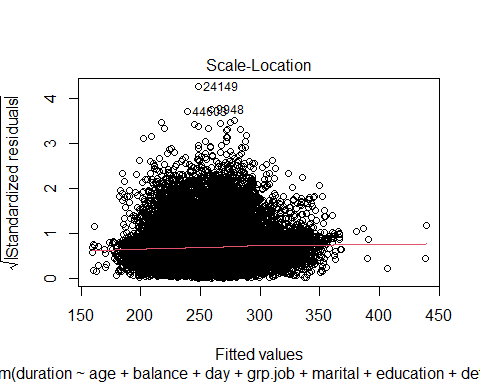 Scale-Location
24149
44603
9948
√|Standardized residuals|
4
3
2
1
0
150 200 250 300 350 400 450
Fitted values
m(duration ~ age + balance + day + grp.job + marital + education + de